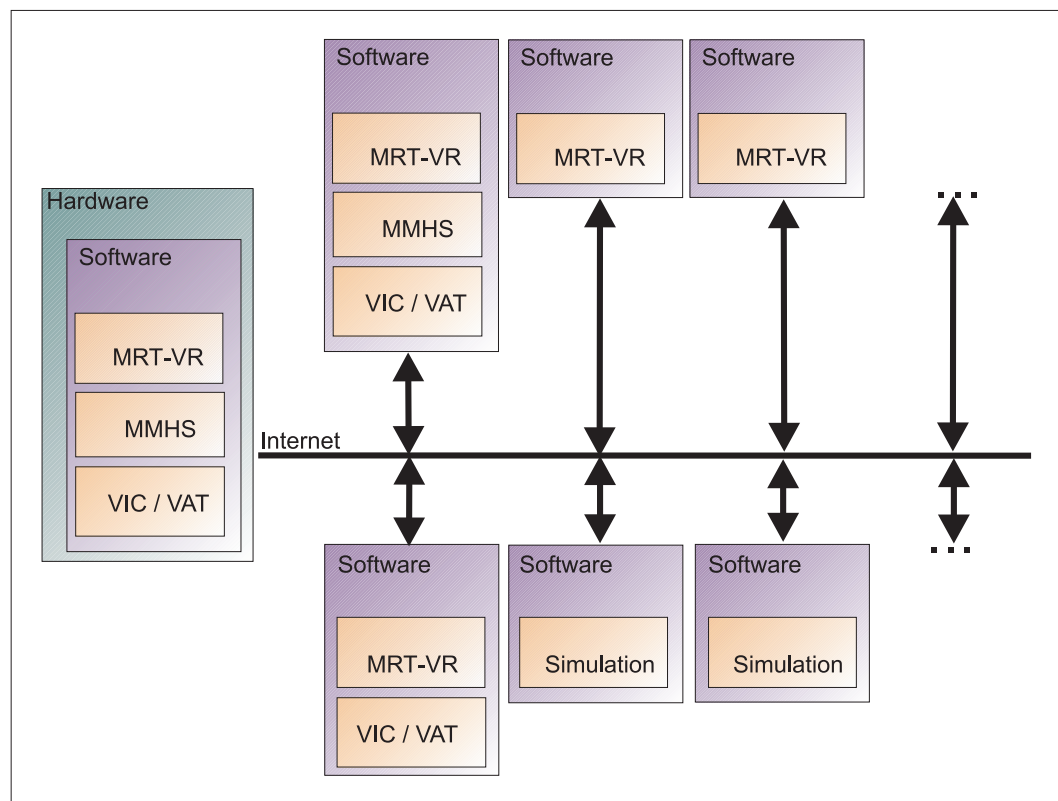 Software
MRT-VR
MMHS
VIC / VAT
Software
MRT-VR
Software
MRT-VR
Hardware
Software
MRT-VR
MMHS
VIC / VAT
Internet
Software
MRT-VR
VIC / VAT
Software
Simulation
Software
Simulation